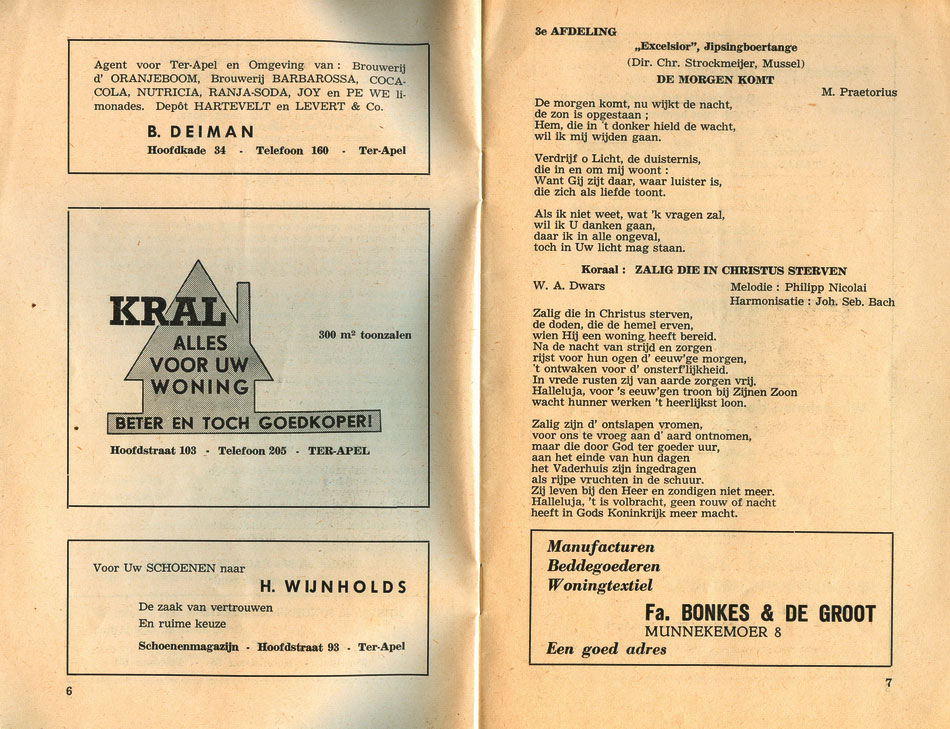 Agent voor Ter-Apel en Omgeving van : Brouwerij
d' ORANJEBOOM, Brouwerij BARBAROSSA, COCA-
COLA, NUTRICIA, RANJA-SODA, JOY en PE WE li-
monades. Depôt HARTEVELT en LEVERT & Co.
B. DEIMAN
Hoofdkade 34 - Telefoon 160 - Ter-Apel
KRAL
ALLES
VOOR UW
WONING
300 m² toonzalen
BETER EN TOCH GOEDKOPER!
Hoofdstraat 103 - Telefoon 205 - TER-APEL
Voor Uw SCHOENEN naar
H. WIJNHOLDS
De zaak van vertrouwen
En ruime keuze
Schoenenmagazijn - Hoofdstraat 93 - Ter-Apel
6
3e AFDELING
„Excelsior", Jipsingboertange
(Dir. Chr. Strockmeijer, Mussel)
DE MORGEN KOMT
M. Praetorius
De morgen komt, nu wijkt de nacht,
de zon is opgestaan ;
Hem, die in 't donker hield de wacht,
wil ik mij wijden gaan.
Verdrijf o Licht, de duisternis,
die in en om mij woont :
Want Gij zijt daar, waar luister is,
die zich als liefde toont.
Als ik niet weet, wat 'k vragen zal,
wil ik U danken gaan,
daar ik in alle ongeval,
toch in Uw licht mag staan.
Koraal : ZALIG DIE IN CHRISTUS STERVEN
W. A. Dwars Melodie : Philipp Nicolai
Harmonisatie : Joh. Seb. Bach
Zalig die in Christus sterven,
de doden, die de hemel erven,
wien Hij een woning heeft bereid.
Na de nacht van strijd en zorgen
rijst voor hun ogen d' eeuw'ge morgen,
't ontwaken voor d' onsterf'lijkheid.
In vrede rusten zij van aarde zorgen vrij.
Halleluja, voor 's eeuw'gen troon bij Zijnen Zoon
wacht hunner werken 't heerlijkst loon.
Zalig zijn d' ontslapen vromen,
voor ons te vroeg aan d' aard ontnomen,
maar die door God ter goeder uur,
aan het einde van hun dagen
het Vaderhuis zijn ingedragen
als rijpe vruchten in de schuur.
Zij leven bij den Heer en zondigen niet meer.
Halleluja, 't is volbracht, geen rouw of nacht
heeft in Gods Koninkrijk meer macht.
Manufacturen
Beddegoederen
Woningtextiel
Fa. BONKES & DE GROOT
MUNNEKEMOER 8
Een goed adres
7